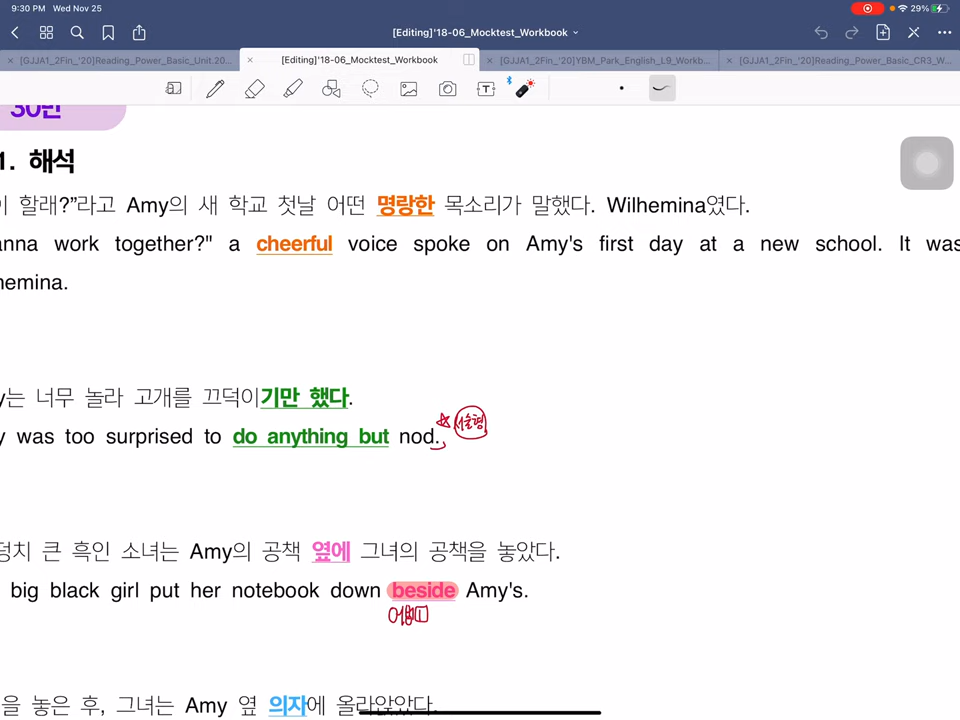 9:30 PM Wed Nov 25 29%
[Editing]'18-06_Mocktest_Workbook
[GJJA1_2Fin_'20]Reading_Power_Basic_Unit.20... [Editing]'18-06_Mocktest_Workbook [GJJA1_2Fin_'20]YBM_Park_English_L9_Workb... [GJJA1_2Fin_'20]Reading_Power_Basic_CR3_W...
30번
1. 해석
이 할래?”라고 Amy의 새 학교 첫날 어떤 명랑한 목소리가 말했다. Wilhemina였다.
anna work together?" a cheerful voice spoke on Amy's first day at a new school. It was
hemina.
y는 너무 놀라 고개를 끄덕이기만 했다.
y was too surprised to do anything but nod. 서술형
덩치 큰 흑인 소녀는 Amy의 공책 옆에 그녀의 공책을 놓았다.
big black girl put her notebook down beside Amy's.
을 놓은 후, 그녀는 Amy 옆 의자에 올라앉았다.